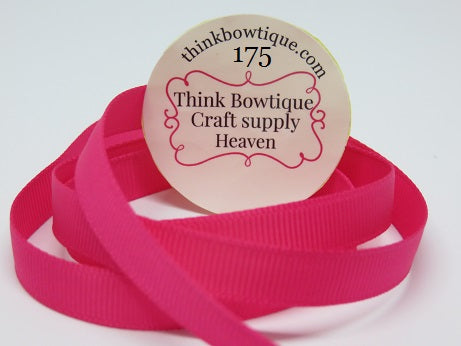 thinkbowtique.com
175
Think Bowtique
Craft supply
Heaven